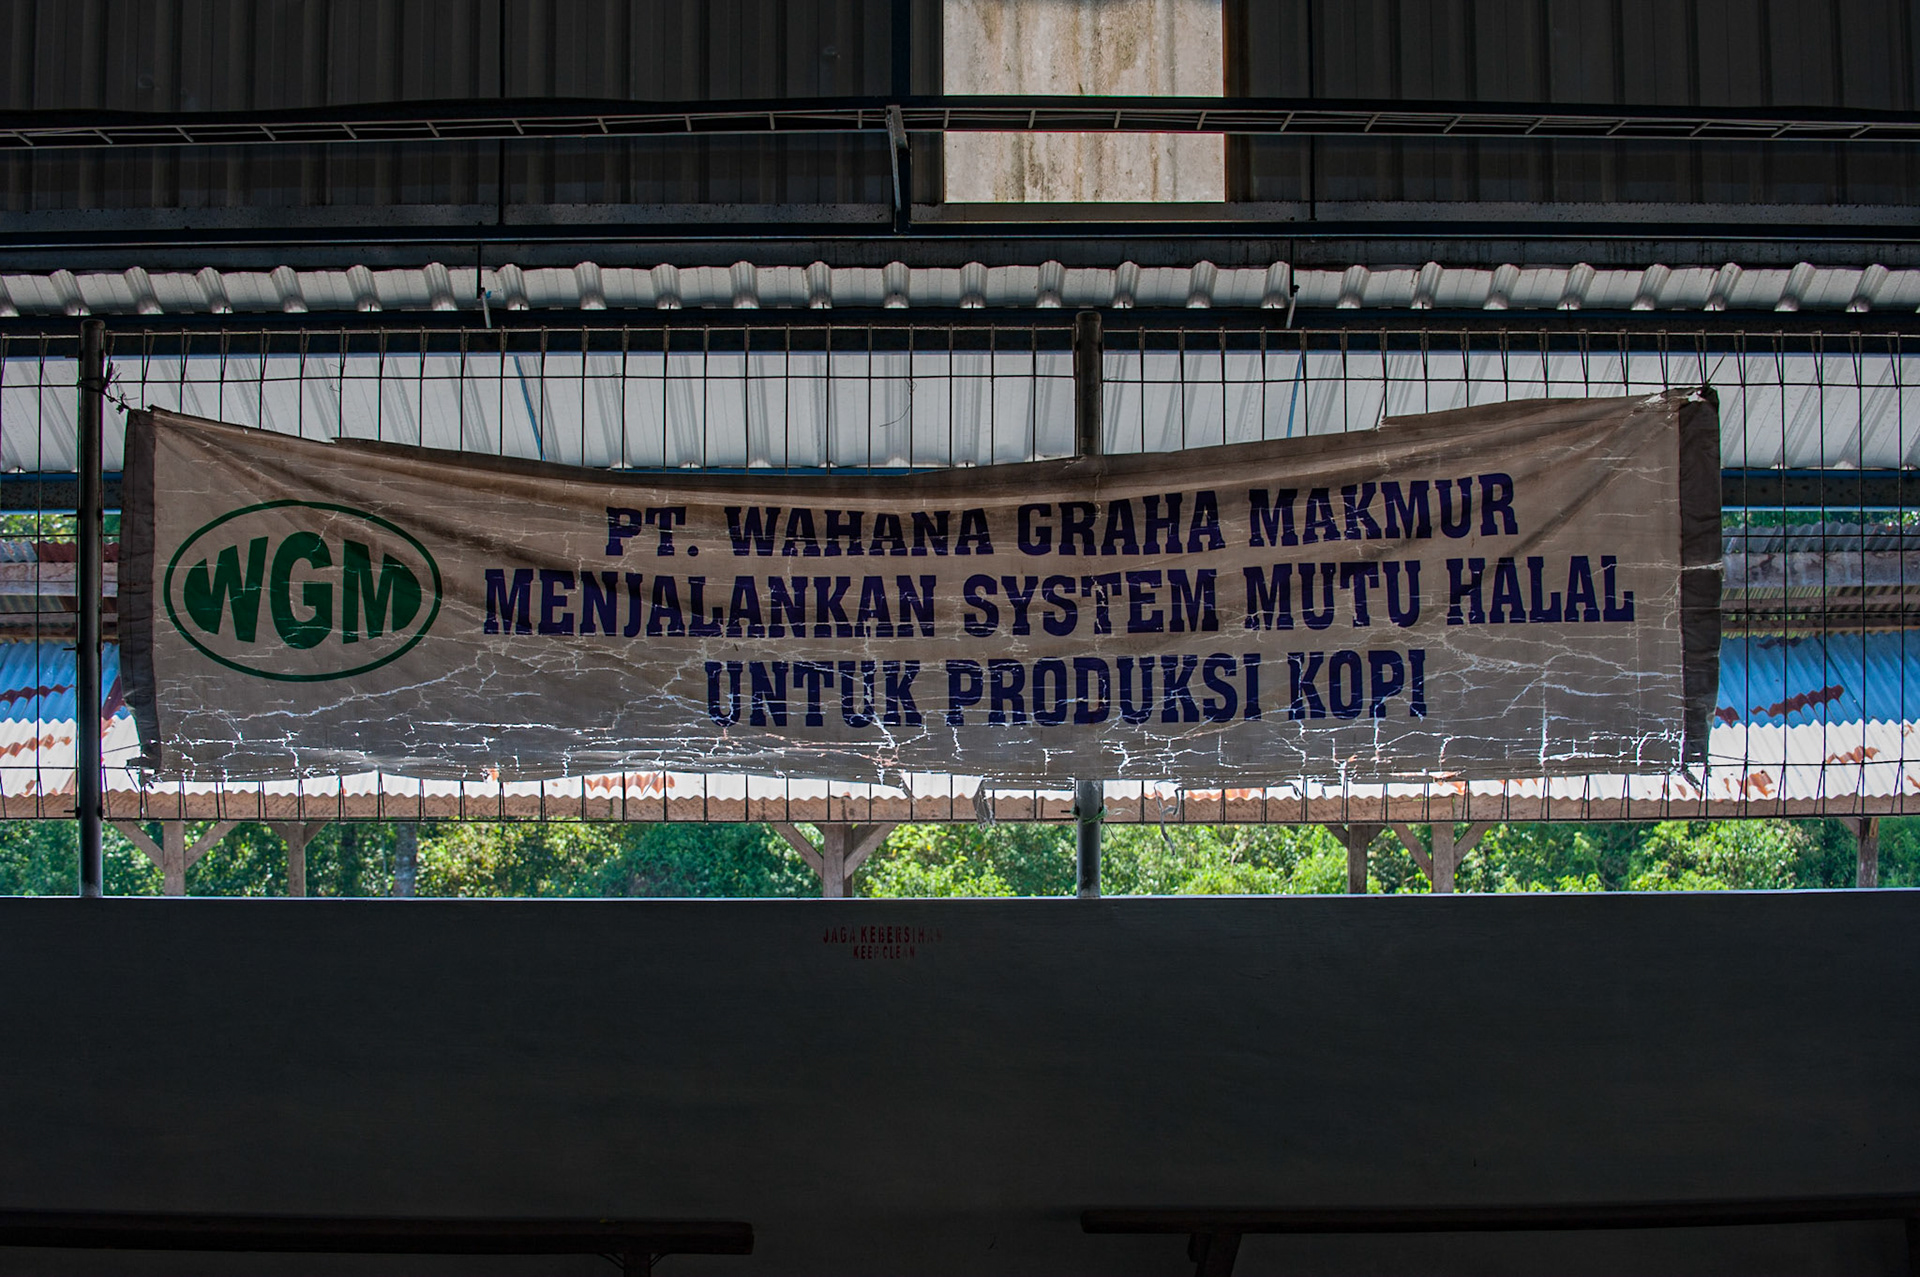 WGM
PT. WAHANA GRAHA MAKMUR
MENJALANKAN SYSTEM MUTU HALAL
UNTUK PRODUKSI KOPI
JAGA KEBERSIHAN
KEEP CLEAN